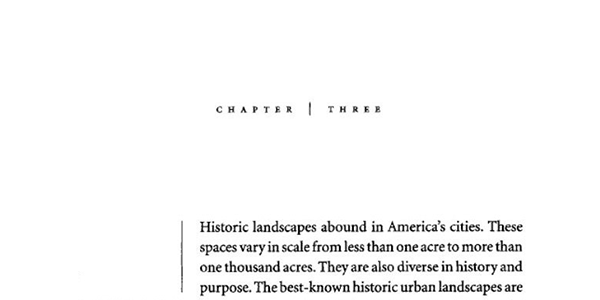 CHAPTER | THREE
Historic landscapes abound in America's cities. These
spaces vary in scale from less than one acre to more than
one thousand acres. They are also diverse in history and
purpose. The best-known historic urban landscapes are